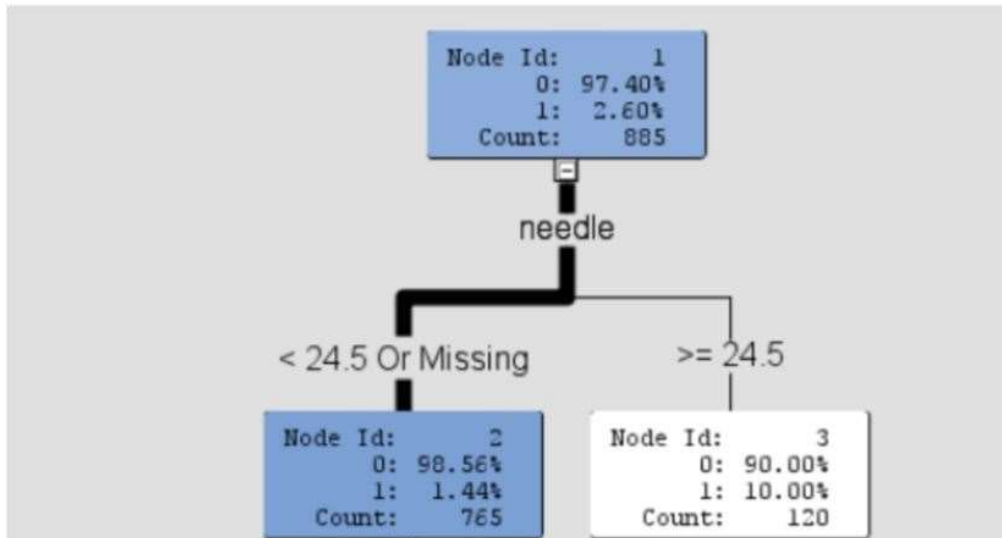 Node Id: 1
0: 97.40%
1: 2.60%
Count: 885
needle
< 24.5 Or Missing
>= 24.5
Node Id: 2
0: 98.56%
1: 1.44%
Count: 765
Node Id: 3
0: 90.00%
1: 10.00%
Count: 120